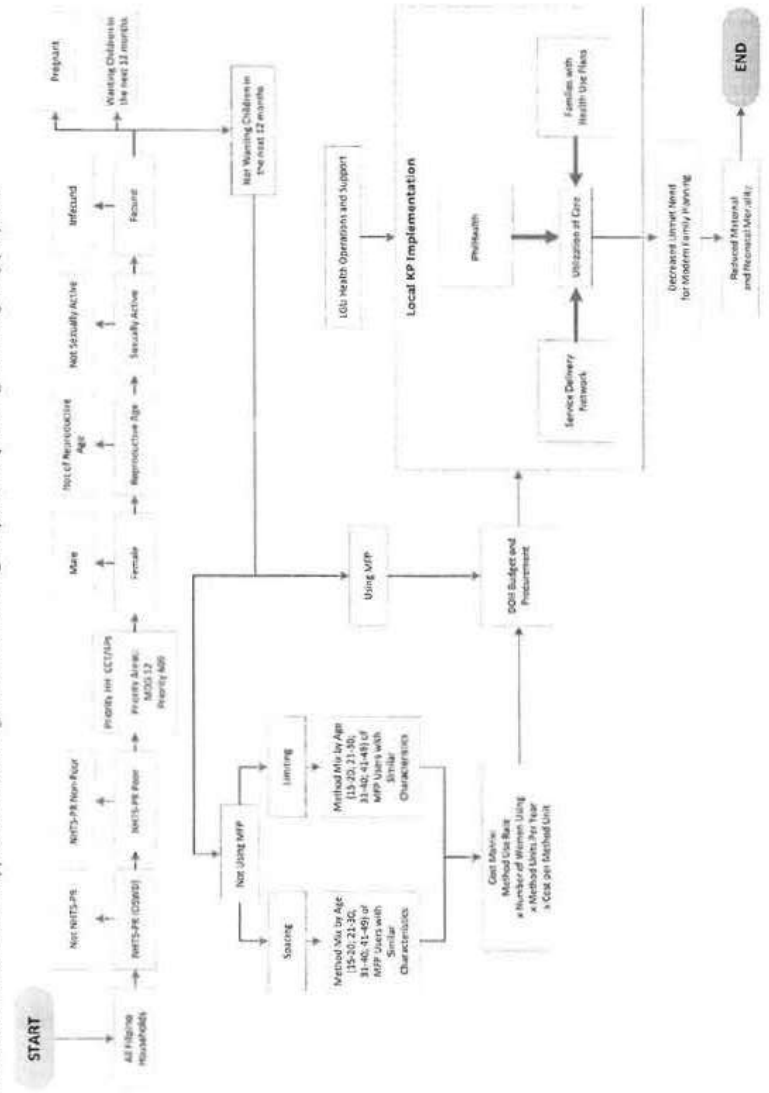 START
All Filipino
Households
Not NHTS-PR
NHTS-PR (DSWD)
NHTS-PR Non-Poor
NHTS-PR Poor
Priority HH: CCT/4Ps
Priority Areas:
MDG 12
Priority 609
Male
Female
Not of Reproductive
Age
Reproductive Age
Not Sexually Active
Sexually Active
Infecund
Fecund
Pregnant
Wanting Children in
the next 12 months
Not Wanting Children in
the next 12 months
Not Using MFP
Using MFP
Spacing
Limiting
Method Mix by Age
(15-20; 21-30;
31-40; 41-49) of
MFP Users with
Similar
Characteristics
Method Mix by Age
(15-20; 21-30;
31-40; 41-49) of
MFP Users with
Similar
Characteristics
Cost Matrix:
Method Use Rate
x Number of Women Using
x Method Units Per Year
x Cost per Method Unit
DOH Budget and
Procurement
LGU Health Operations and Support
Local KP Implementation
PhilHealth
Service Delivery
Network
Utilization of Care
Families with
Health Use Plans
Decreased Unmet Need
for Modern Family Planning
Reduced Maternal
and Neonatal Mortality
END